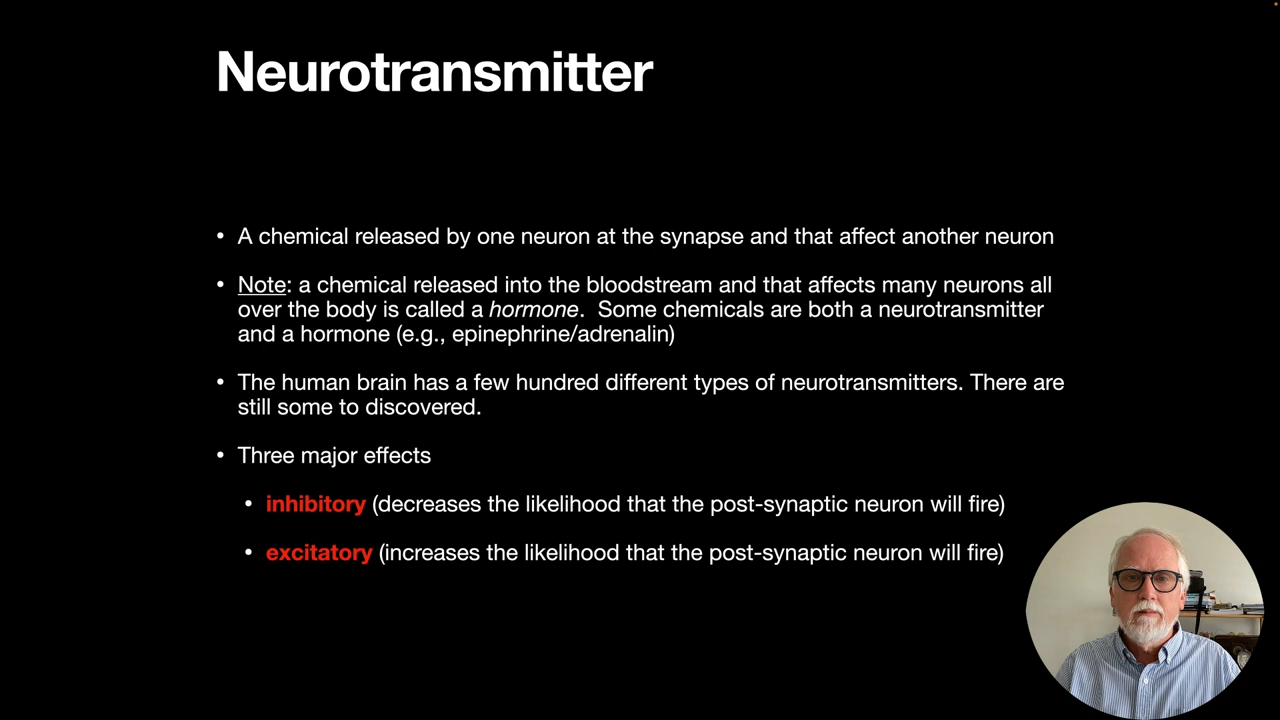 Neurotransmitter
• A chemical released by one neuron at the synapse and that affect another neuron
• Note: a chemical released into the bloodstream and that affects many neurons all
over the body is called a hormone. Some chemicals are both a neurotransmitter
and a hormone (e.g., epinephrine/adrenalin)
• The human brain has a few hundred different types of neurotransmitters. There are
still some to discovered.
• Three major effects
• inhibitory (decreases the likelihood that the post-synaptic neuron will fire)
• excitatory (increases the likelihood that the post-synaptic neuron will fire)